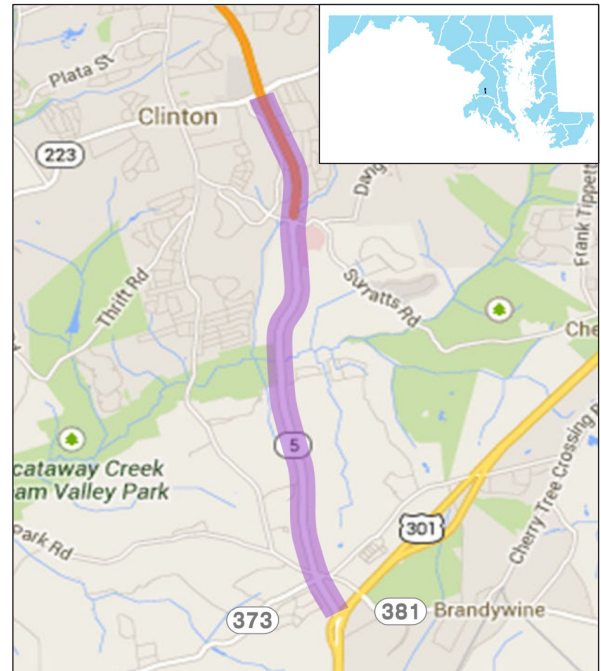 Plata St
Clinton
223
Thrift Rd
Surratts Rd
Frank Tippett
Che
5
cataway Creek
am Valley Park
301
Cherry Tree Crossing
Park Rd
373
381
Brandywine